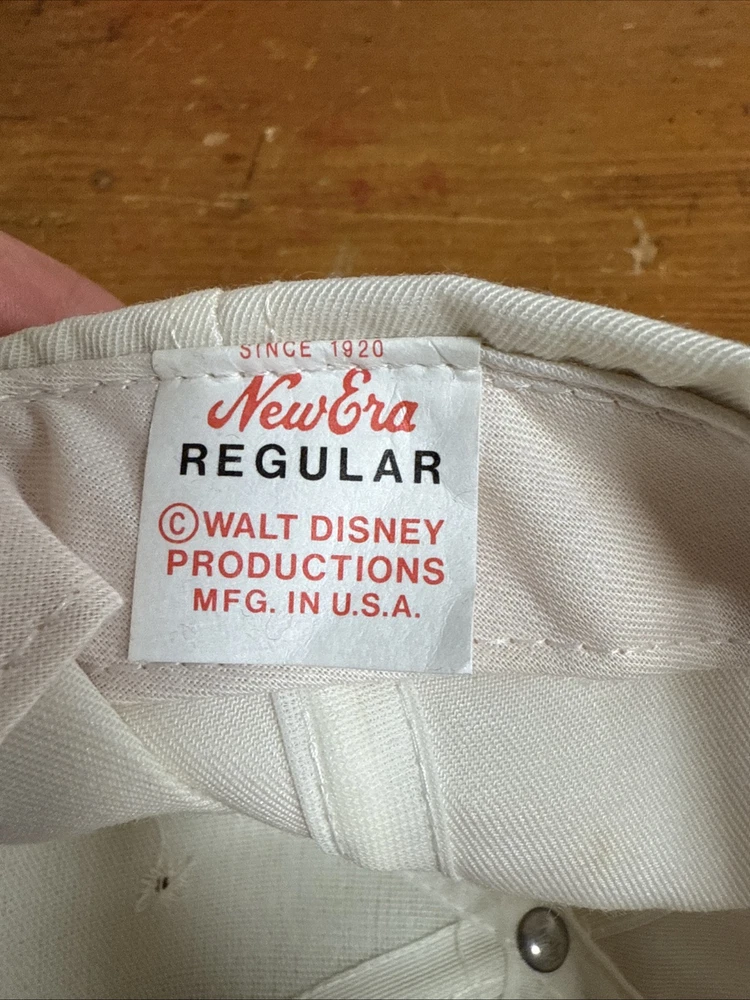 SINCE 1920
NewEra
REGULAR
©WALT DISNEY
PRODUCTIONS
MFG. IN U.S.A.